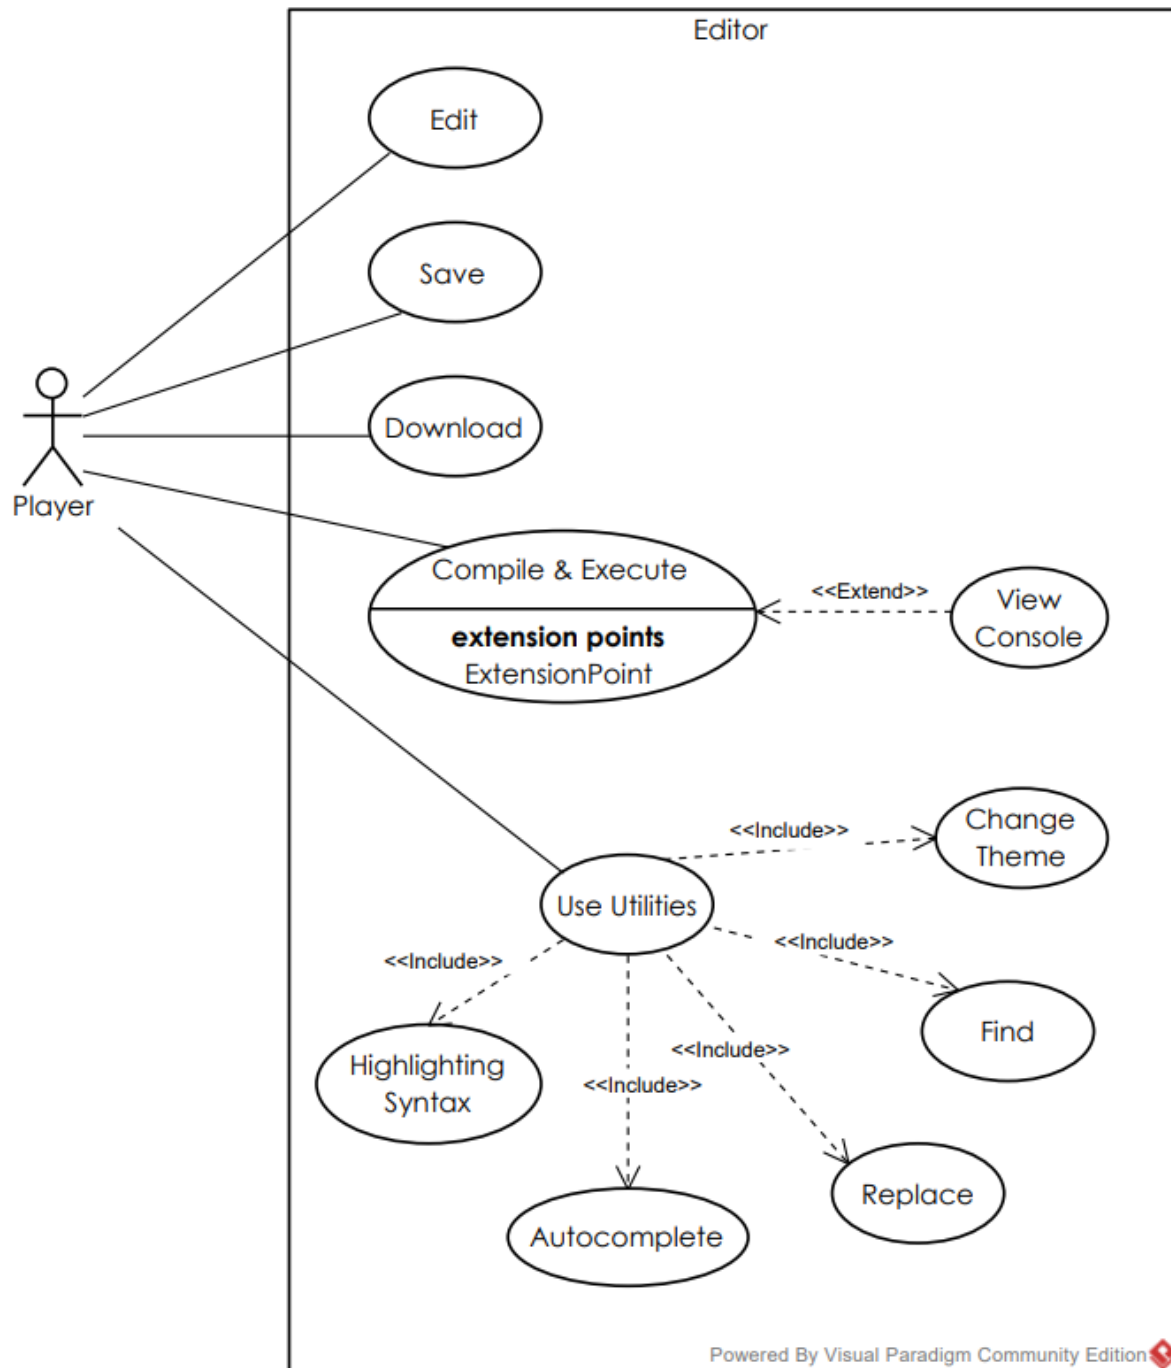 Editor
Edit
Save
Download
Player
Compile & Execute
extension points
ExtensionPoint
<<Extend>>
View
Console
<<Include>>
Change
Theme
Use Utilities
<<Include>>
Find
<<Include>>
Highlighting
Syntax
<<Include>>
Autocomplete
<<Include>>
Replace
Powered By Visual Paradigm Community Edition